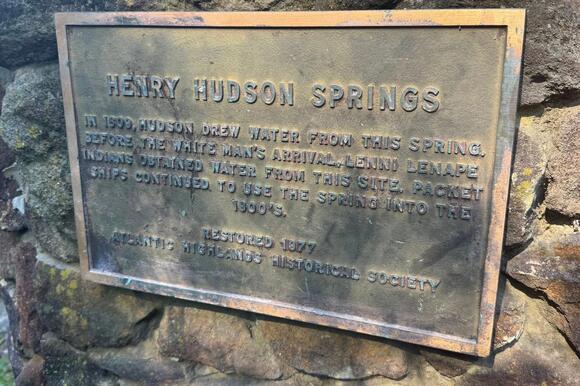 HENRY HUDSON SPRINGS
IN 1609, HUDSON DREW WATER FROM THIS SPRING.
BEFORE THE WHITE MAN'S ARRIVAL, LENNI LENAPE
INDIANS OBTAINED WATER FROM THIS SITE. PACKET
SHIPS CONTINUED TO USE THE SPRING INTO THE
1900'S.
RESTORED 1977
ATLANTIC HIGHLANDS HISTORICAL SOCIETY